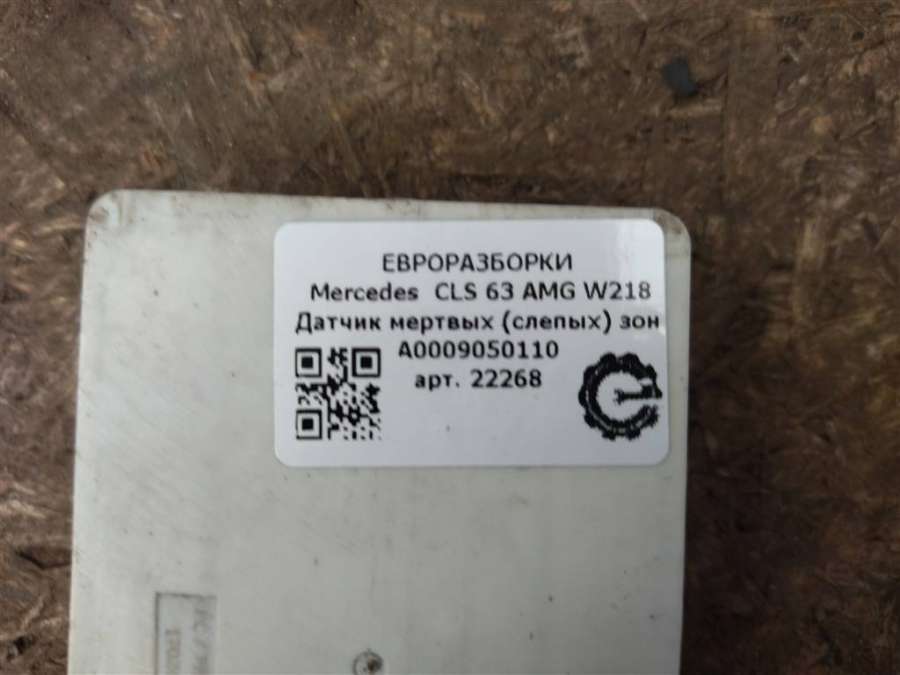 ЕВРОРАЗБОРКИ
Mercedes CLS 63 AMG W218
Датчик мертвых (слепых) зон
A0009050110
арт. 22268